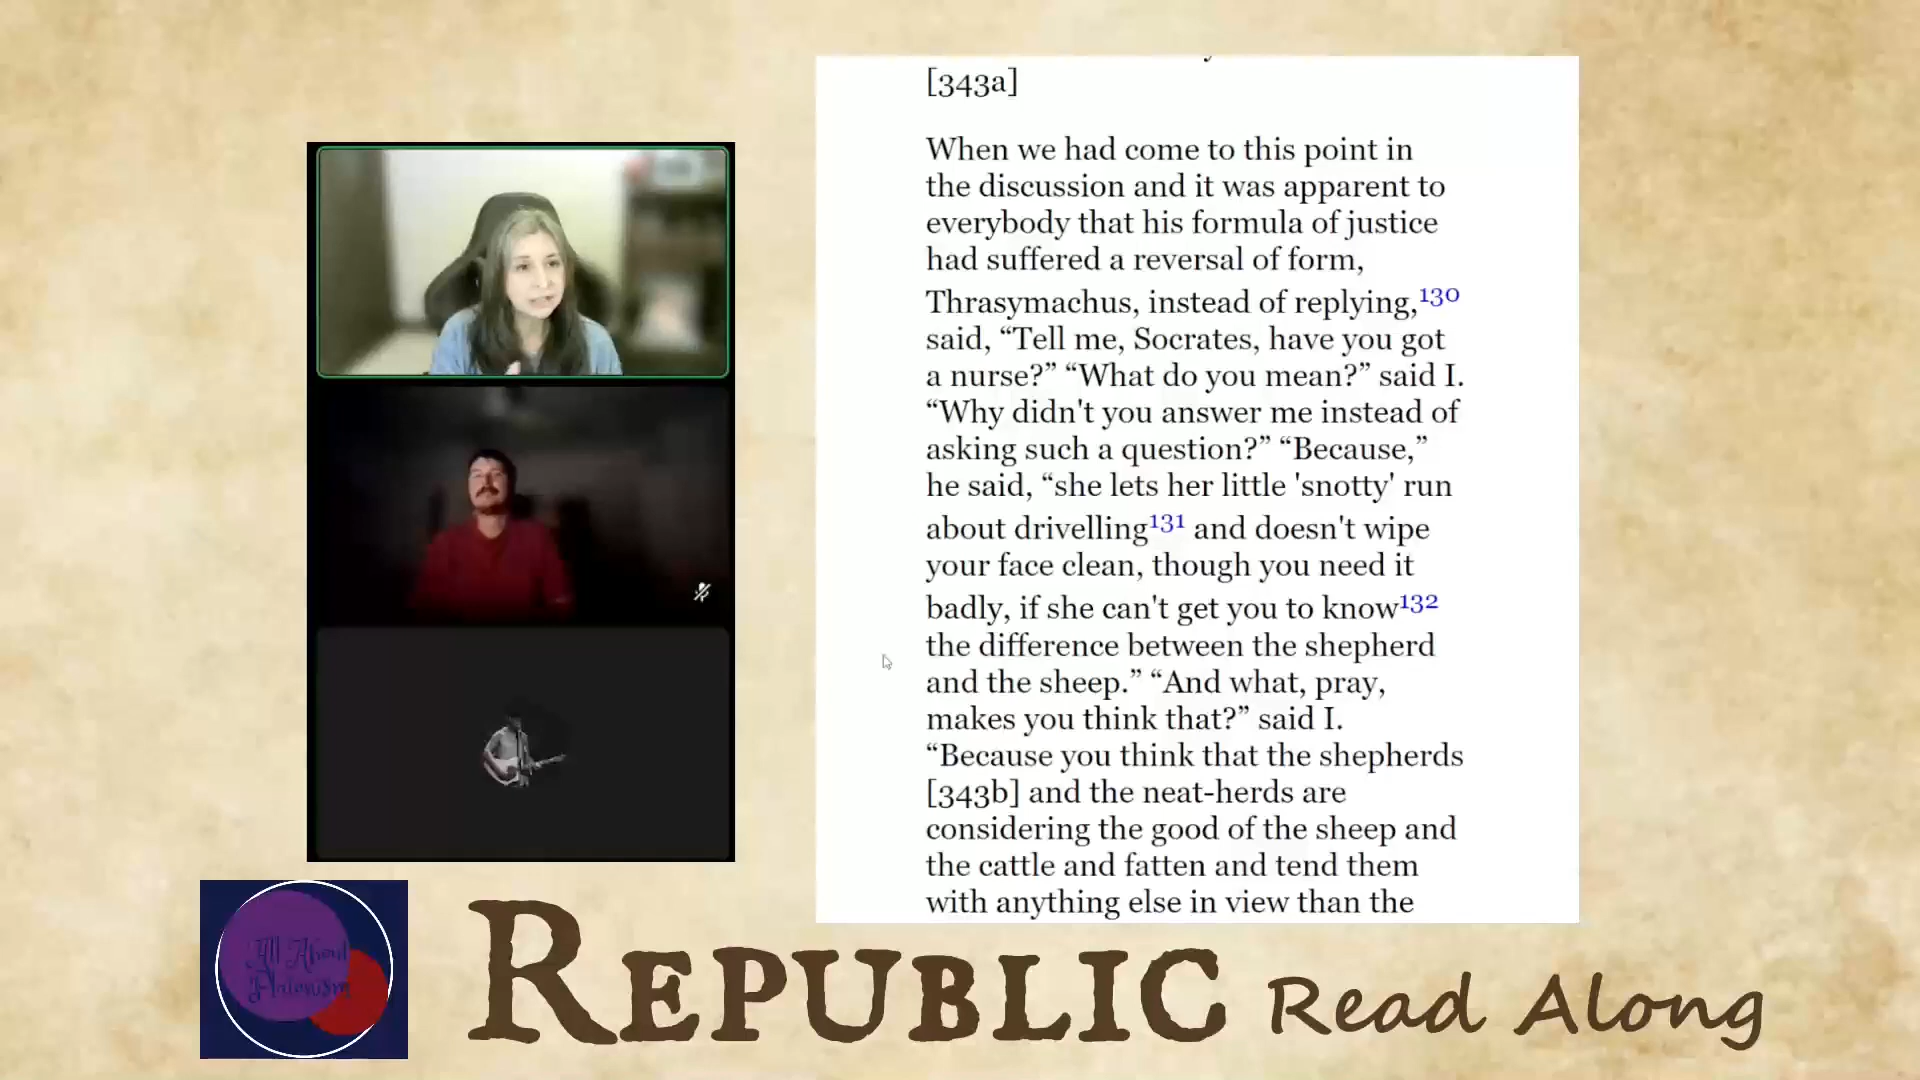 [343a]
When we had come to this point in
the discussion and it was apparent to
everybody that his formula of justice
had suffered a reversal of form,
Thrasymachus, instead of replying,130
said, “Tell me, Socrates, have you got
a nurse?” “What do you mean?” said I.
“Why didn't you answer me instead of
asking such a question?” “Because,”
he said, “she lets her little 'snotty' run
about drivelling131 and doesn't wipe
your face clean, though you need it
badly, if she can't get you to know132
the difference between the shepherd
and the sheep.” “And what, pray,
makes you think that?” said I.
“Because you think that the shepherds
[343b] and the neat-herds are
considering the good of the sheep and
the cattle and fatten and tend them
with anything else in view than the
All About
Platonism
REPUBLIC Read Along